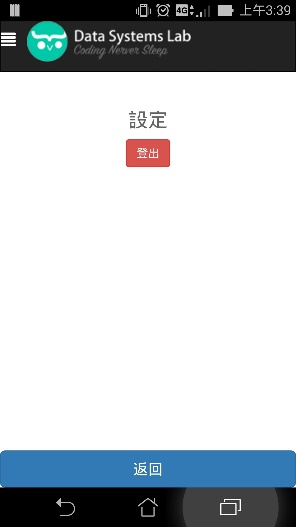 4G 上午3:39
Data Systems Lab
Coding Nerver Sleep.
設定
登出
返回